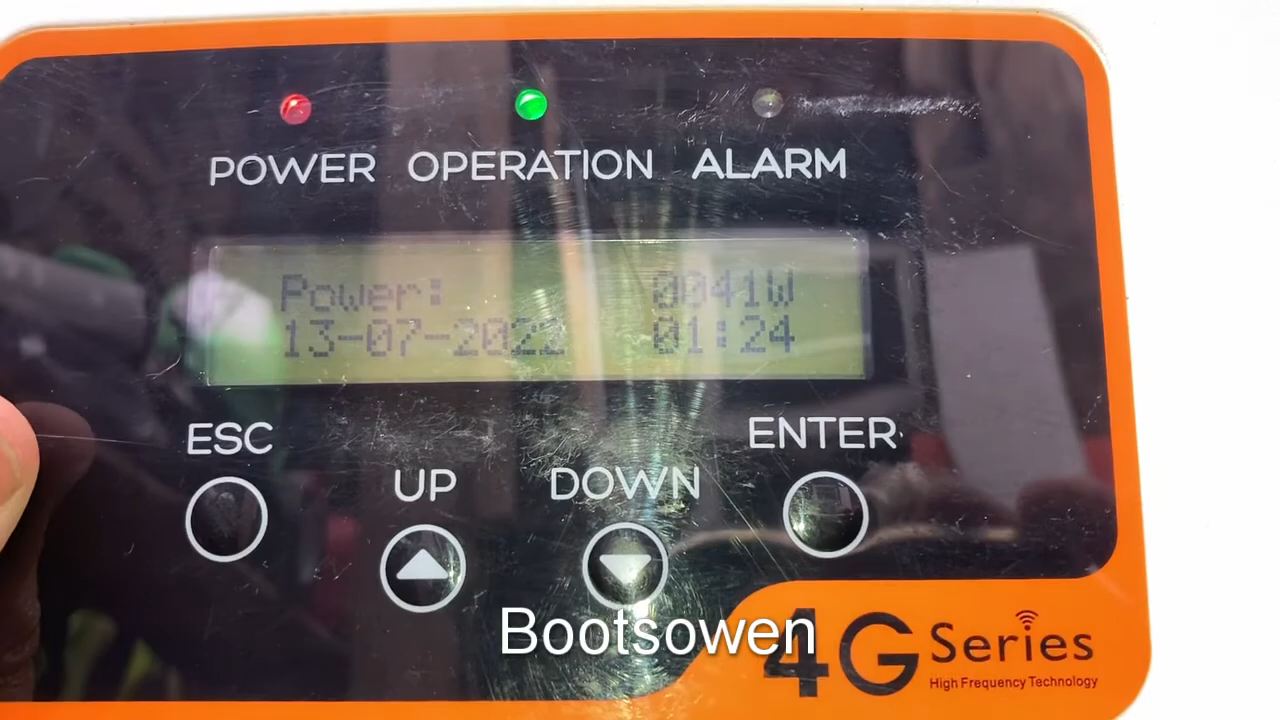 POWER OPERATION ALARM
Power: 0041W
13-07-2022 01:24
ESC
ENTER
UP
DOWN
Bootsowen
4G Series
High Frequency Technology